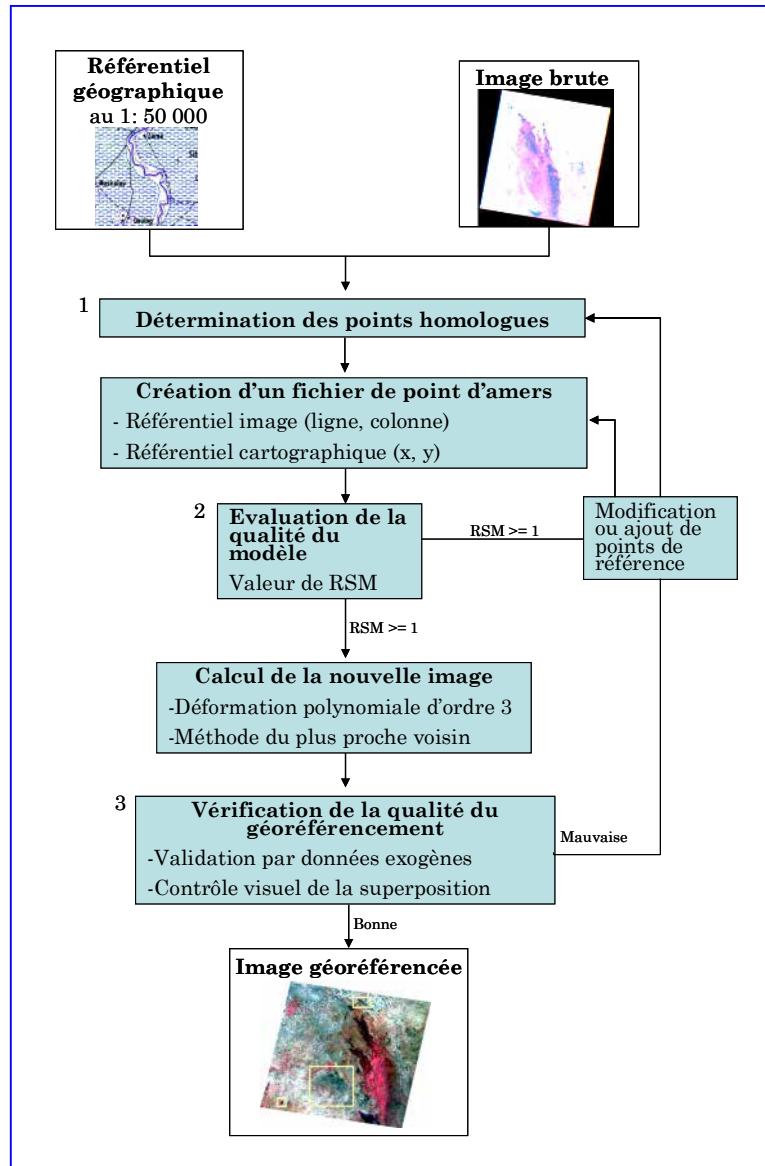 Référentiel
géographique
au 1: 50 000
Image brute
1
Détermination des points homologues
Création d'un fichier de point d'amers
- Référentiel image (ligne, colonne)
- Référentiel cartographique (x, y)
2
Evaluation de la
qualité du
modèle
Valeur de RSM
RSM >= 1
Modification
ou ajout de
points de
référence
RSM >= 1
Calcul de la nouvelle image
-Déformation polynomiale d'ordre 3
-Méthode du plus proche voisin
3
Vérification de la qualité du
géoréférencement
-Validation par données exogènes
-Contrôle visuel de la superposition
Mauvaise
Bonne
Image géoréférencée